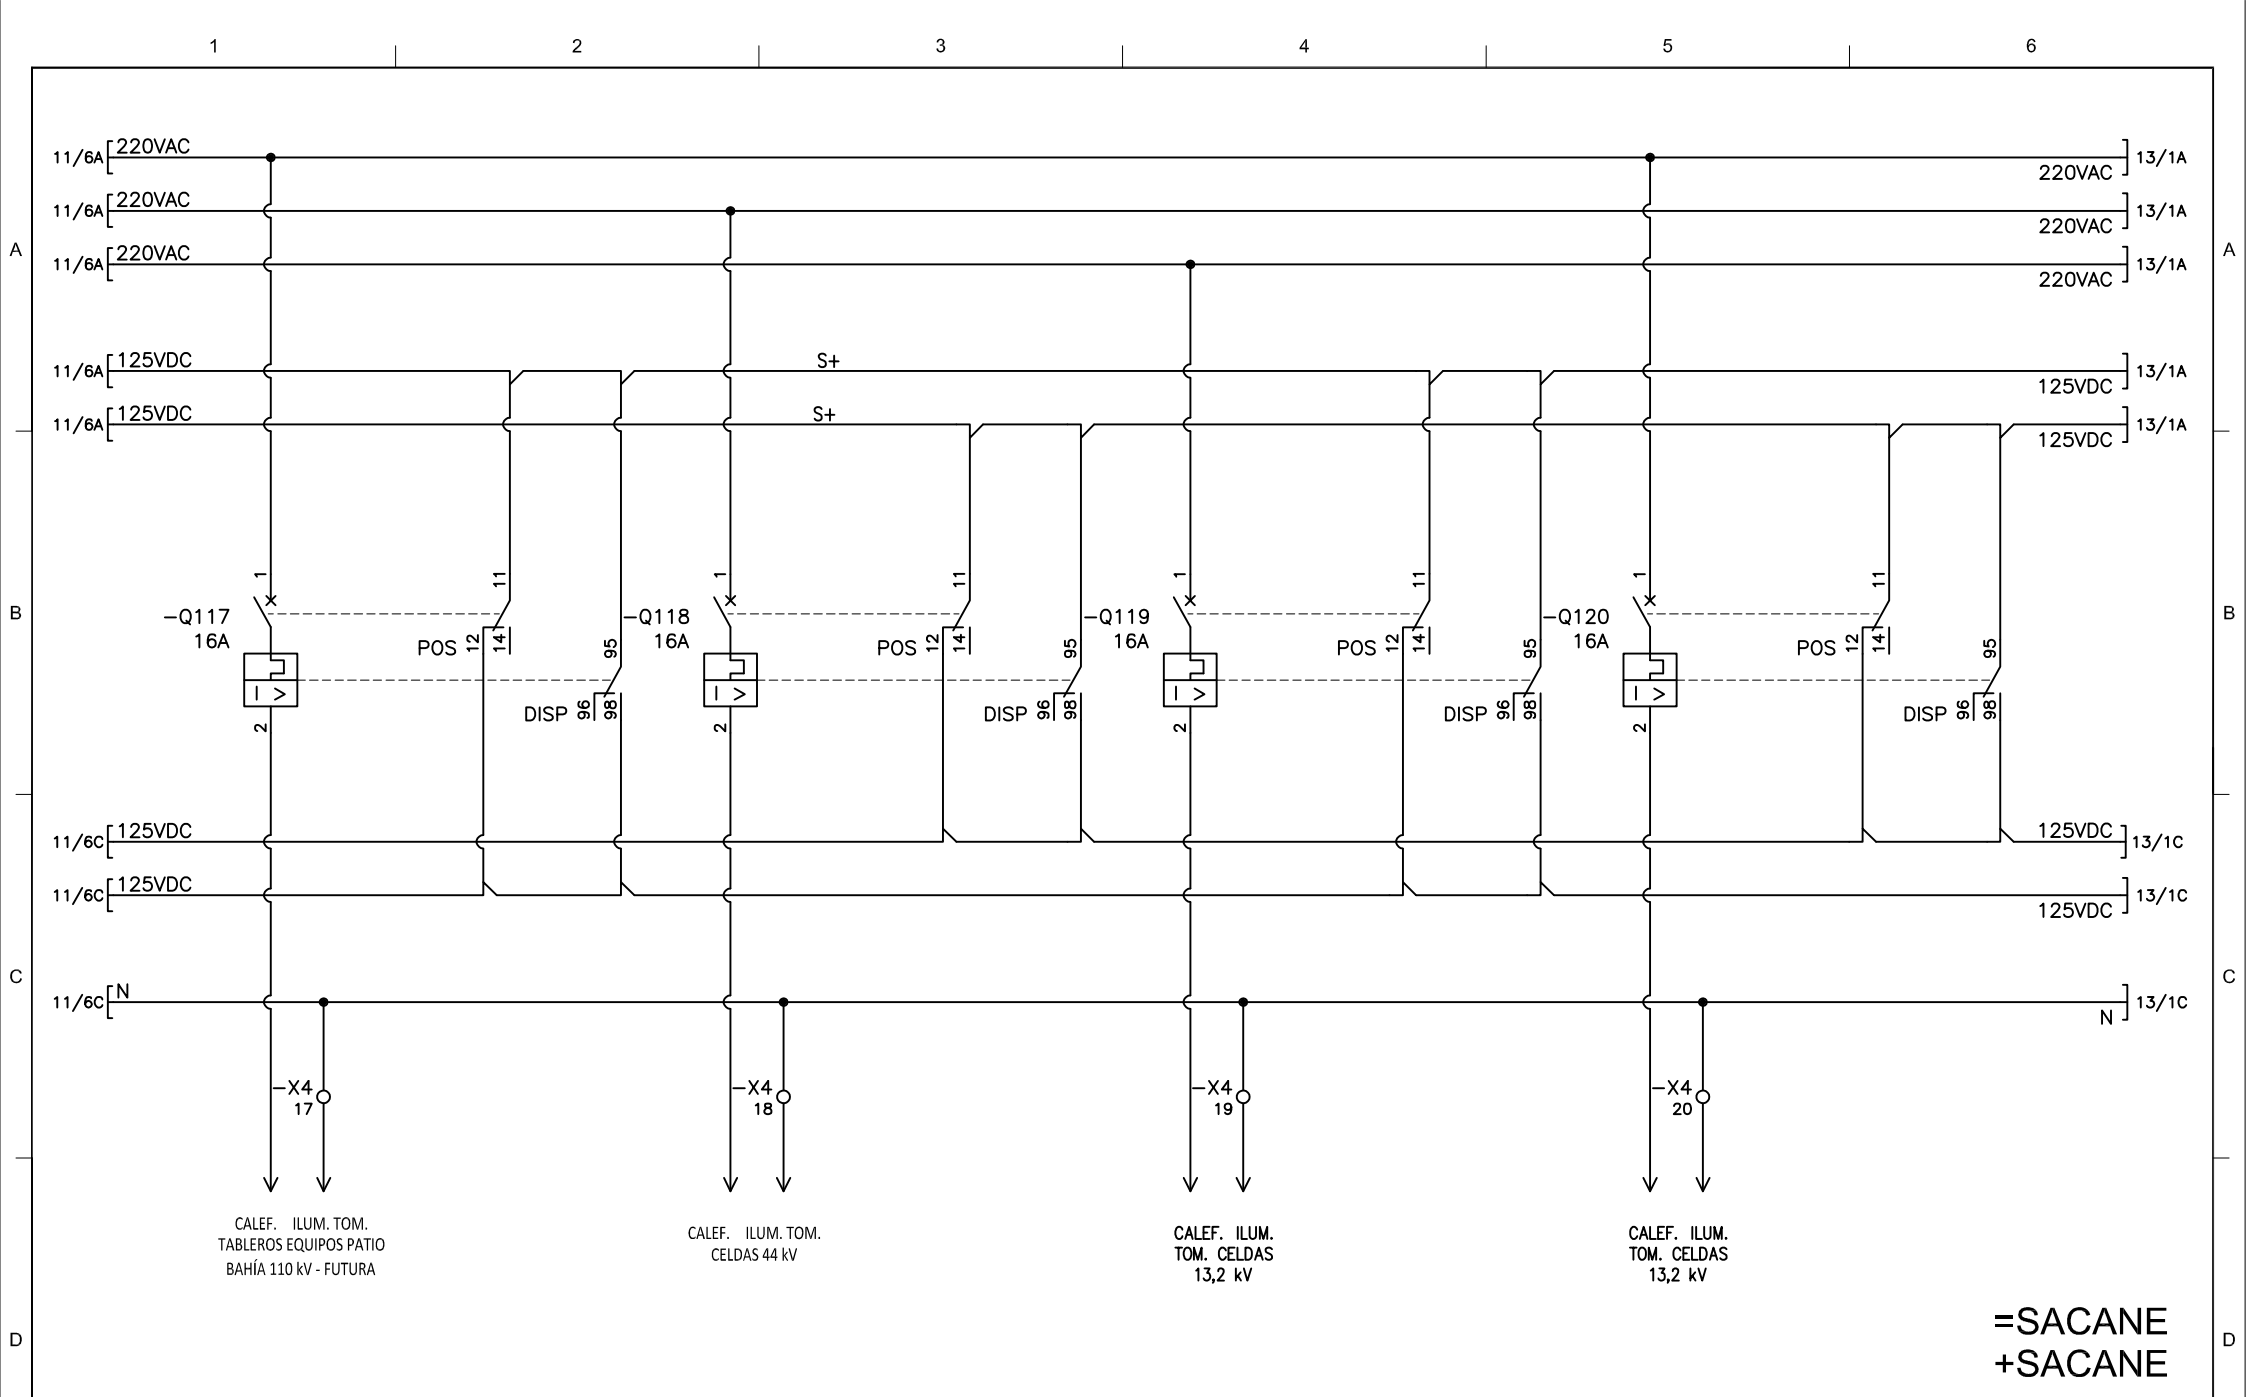 1 2 3 4 5 6
11/6A 220VAC 13/1A
220VAC
11/6A 220VAC 13/1A
220VAC
A A
11/6A 220VAC 13/1A
220VAC
11/6A 125VDC S+ 13/1A
125VDC
11/6A 125VDC S+ 13/1A
125VDC
1 11 1 11 1 11 1 11
B B
-Q117 -Q118 -Q119 -Q120
16A 16A 16A 16A
POS 12 14 95 POS 12 14 95 POS 12 14 95 POS 12 14 95
I > I > I > I >
DISP 96 98 DISP 96 98 DISP 96 98 DISP 96 98
2 2 2 2
11/6C 125VDC 125VDC 13/1C
11/6C 125VDC 13/1C
125VDC
C C
11/6C N 13/1C
N
-X4 -X4 -X4 -X4
17 18 19 20
CALEF. ILUM. TOM.
TABLEROS EQUIPOS PATIO
BAHÍA 110 kV - FUTURA
CALEF. ILUM. TOM.
CELDAS 44 kV
CALEF. ILUM.
TOM. CELDAS
13,2 kV
CALEF. ILUM.
TOM. CELDAS
13,2 kV
D D
=SACANE
+SACANE